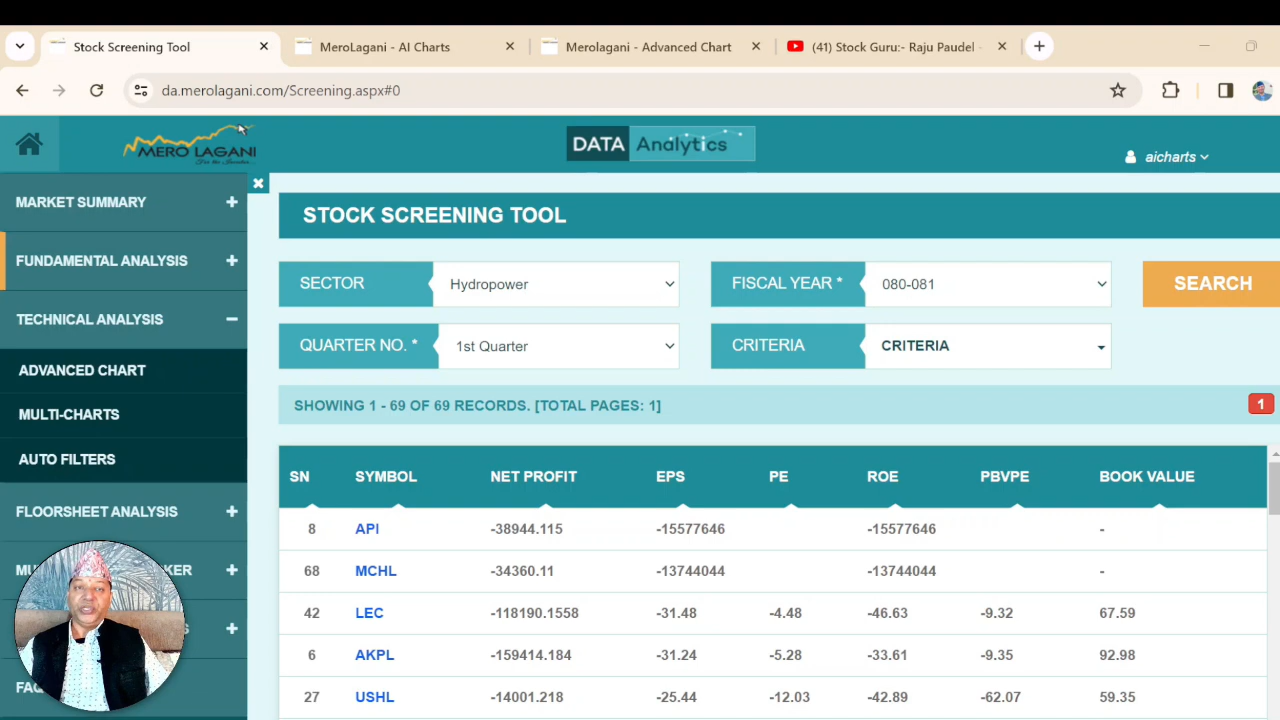 Stock Screening Tool
MeroLagani - AI Charts
Merolagani - Advanced Chart
(41) Stock Guru:- Raju Paudel -
da.merolagani.com/Screening.aspx#0
MERO LAGANI
DATA Analytics
aicharts
MARKET SUMMARY
FUNDAMENTAL ANALYSIS
TECHNICAL ANALYSIS
ADVANCED CHART
MULTI-CHARTS
AUTO FILTERS
FLOORSHEET ANALYSIS
STOCK SCREENING TOOL
SECTOR Hydropower FISCAL YEAR * 080-081 SEARCH
QUARTER NO. * 1st Quarter CRITERIA CRITERIA
SHOWING 1 - 69 OF 69 RECORDS. [TOTAL PAGES: 1] 1
SN SYMBOL NET PROFIT EPS PE ROE PBVPE BOOK VALUE
8 API -38944.115 -15577646 -15577646 -
68 MCHL -34360.11 -13744044 -13744044 -
42 LEC -118190.1558 -31.48 -4.48 -46.63 -9.32 67.59
6 AKPL -159414.184 -31.24 -5.28 -33.61 -9.35 92.98
27 USHL -14001.218 -25.44 -12.03 -42.89 -62.07 59.35